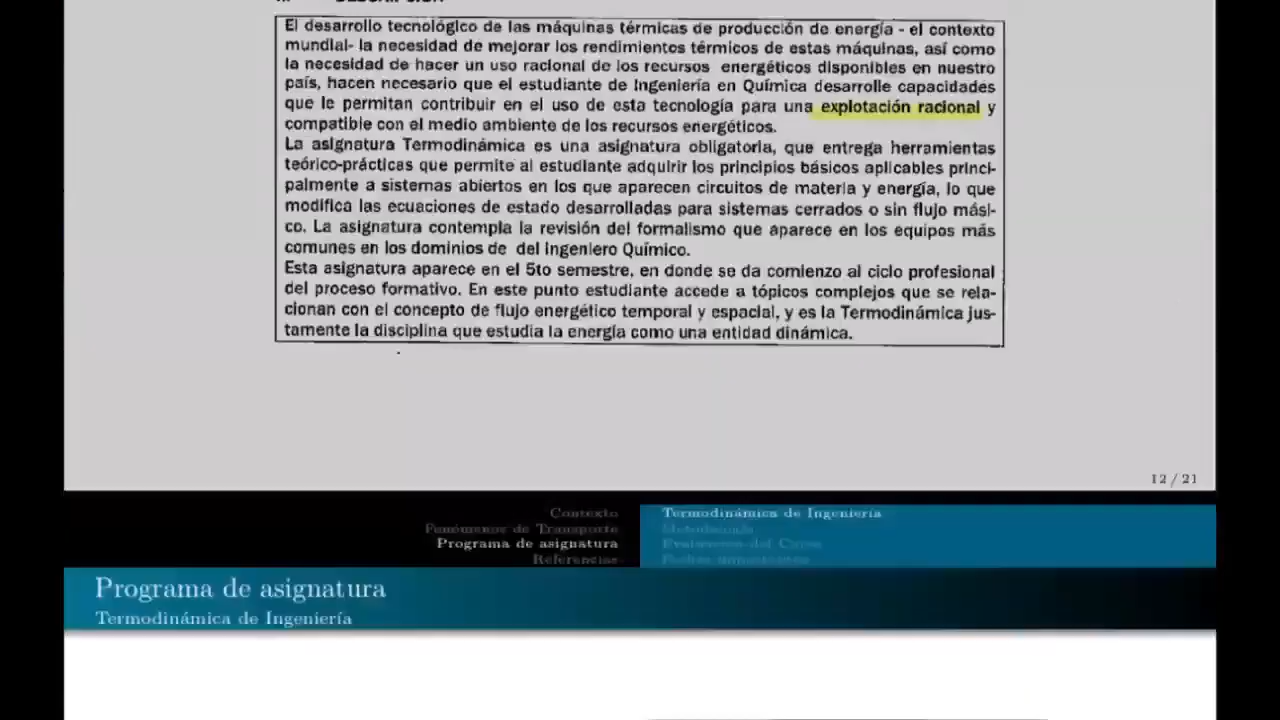 El desarrollo tecnológico de las máquinas térmicas de producción de energía - el contexto
mundial- la necesidad de mejorar los rendimientos térmicos de estas máquinas, así como
la necesidad de hacer un uso racional de los recursos energéticos disponibles en nuestro
país, hacen necesario que el estudiante de Ingeniería en Química desarrolle capacidades
que le permitan contribuir en el uso de esta tecnología para una explotación racional y
compatible con el medio ambiente de los recursos energéticos.
La asignatura Termodinámica es una asignatura obligatoria, que entrega herramientas
teórico-prácticas que permite al estudiante adquirir los principios básicos aplicables princi-
palmente a sistemas abiertos en los que aparecen circuitos de materia y energía, lo que
modifica las ecuaciones de estado desarrolladas para sistemas cerrados o sin flujo mási-
co. La asignatura contempla la revisión del formalismo que aparece en los equipos más
comunes en los dominios de del Ingeniero Químico.
Esta asignatura aparece en el 5to semestre, en donde se da comienzo al ciclo profesional
del proceso formativo. En este punto estudiante accede a tópicos complejos que se rela-
cionan con el concepto de flujo energético temporal y espacial, y es la Termodinámica jus-
tamente la disciplina que estudia la energía como una entidad dinámica.
12 / 21
Contexto
Fenómenos de Transporte
Programa de asignatura
Referencias
Termodinámica de Ingeniería
Metodología
Evaluación del Curso
Programa de asignatura
Termodinámica de Ingeniería